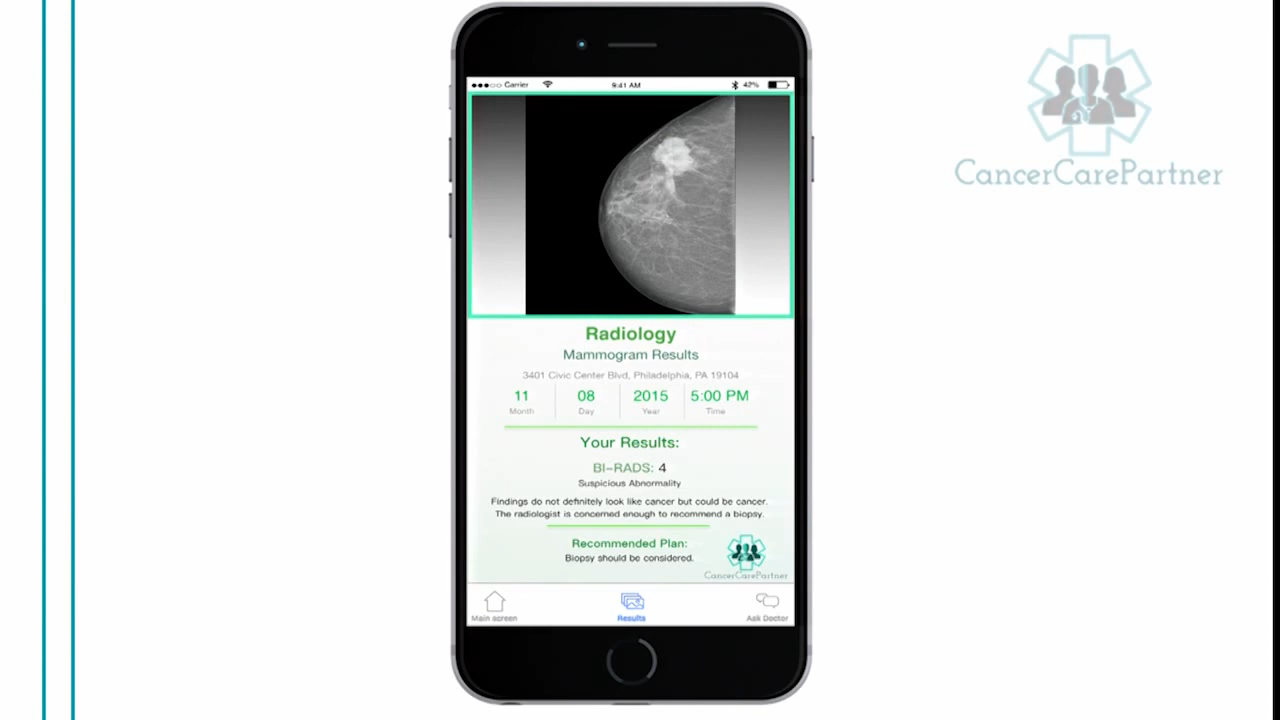 Carrier 9:41 AM 42%
CancerCarePartner
Radiology
Mammogram Results
3401 Civic Center Blvd, Philadelphia, PA 19104
11 08 2015 5:00 PM
Month Day Year Time
Your Results:
BI-RADS: 4
Suspicious Abnormality
Findings do not definitely look like cancer but could be cancer.
The radiologist is concerned enough to recommend a biopsy.
Recommended Plan:
Biopsy should be considered.
CancerCarePartner
Main screen Results Ask Doctor